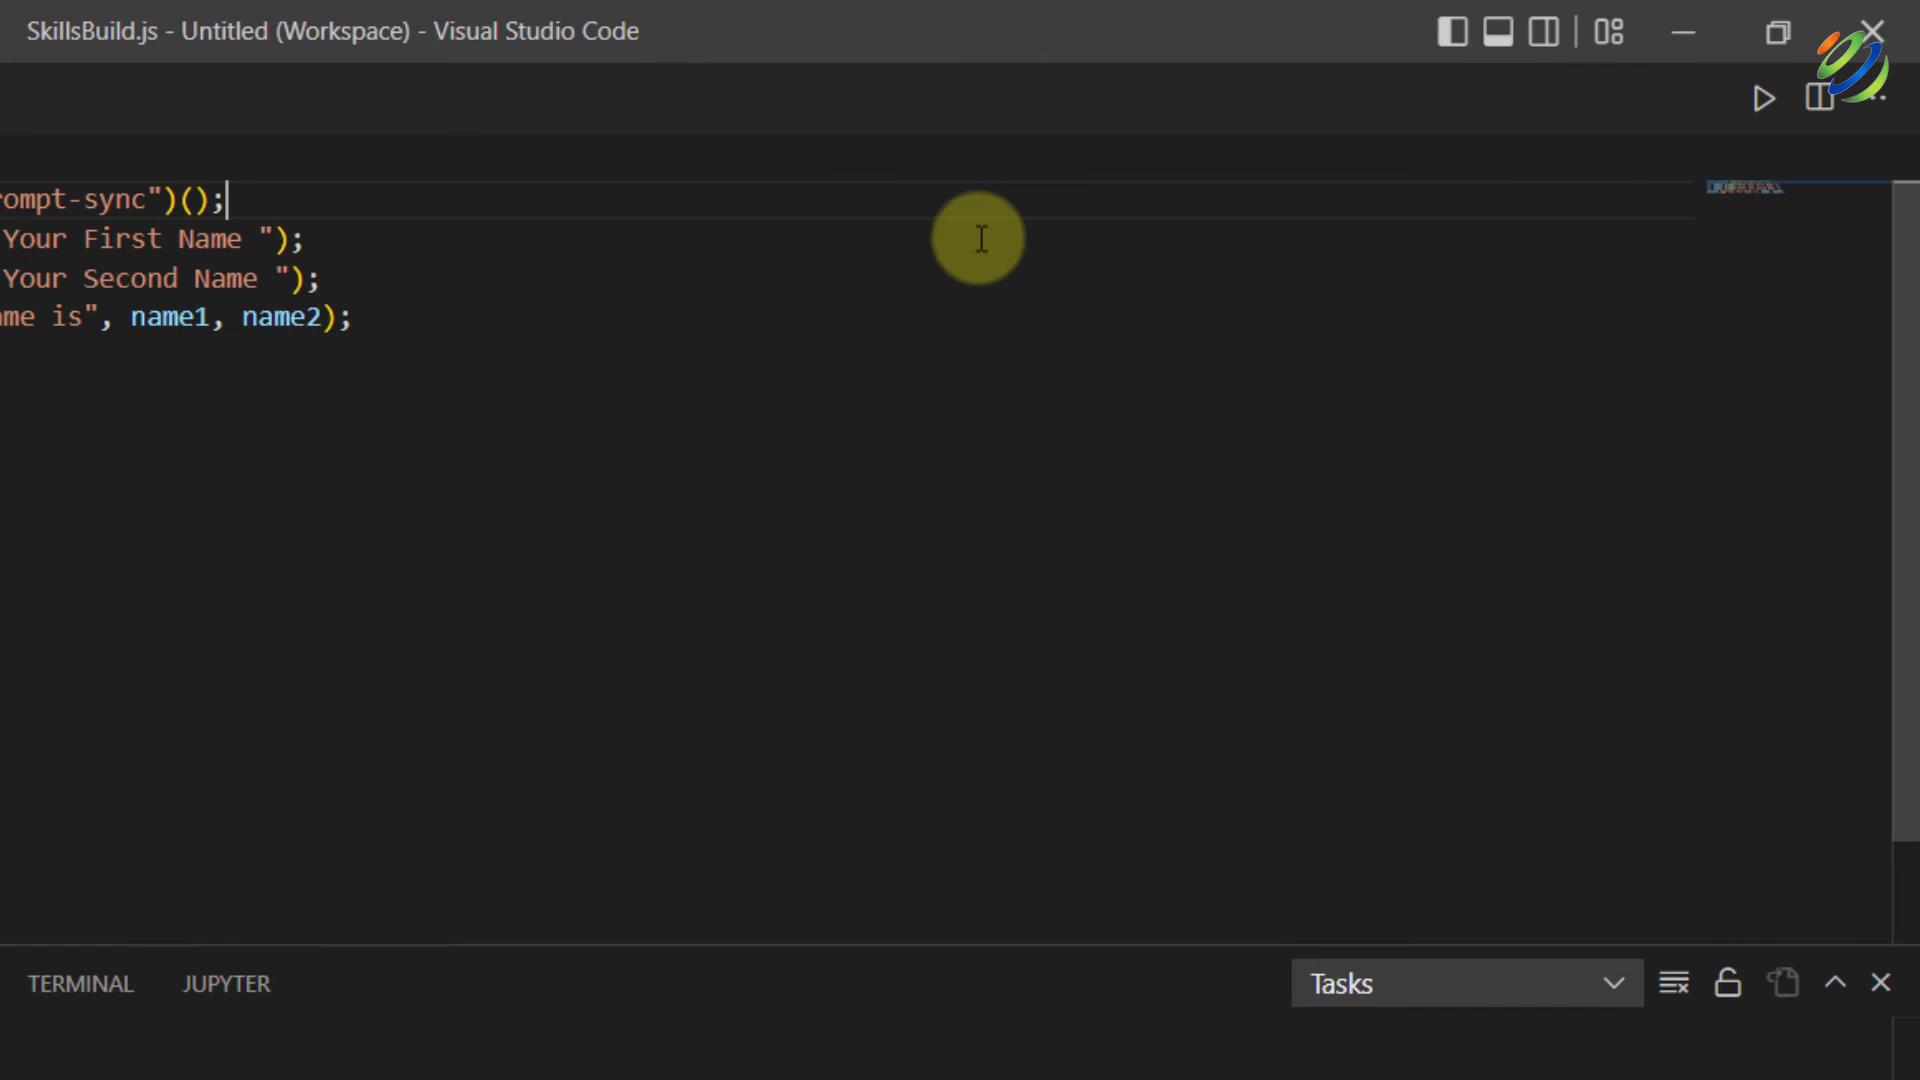 SkillsBuild.js - Untitled (Workspace) - Visual Studio Code
rompt-sync")();
Your First Name ");
Your Second Name ");
ame is", name1, name2);
TERMINAL JUPYTER Tasks